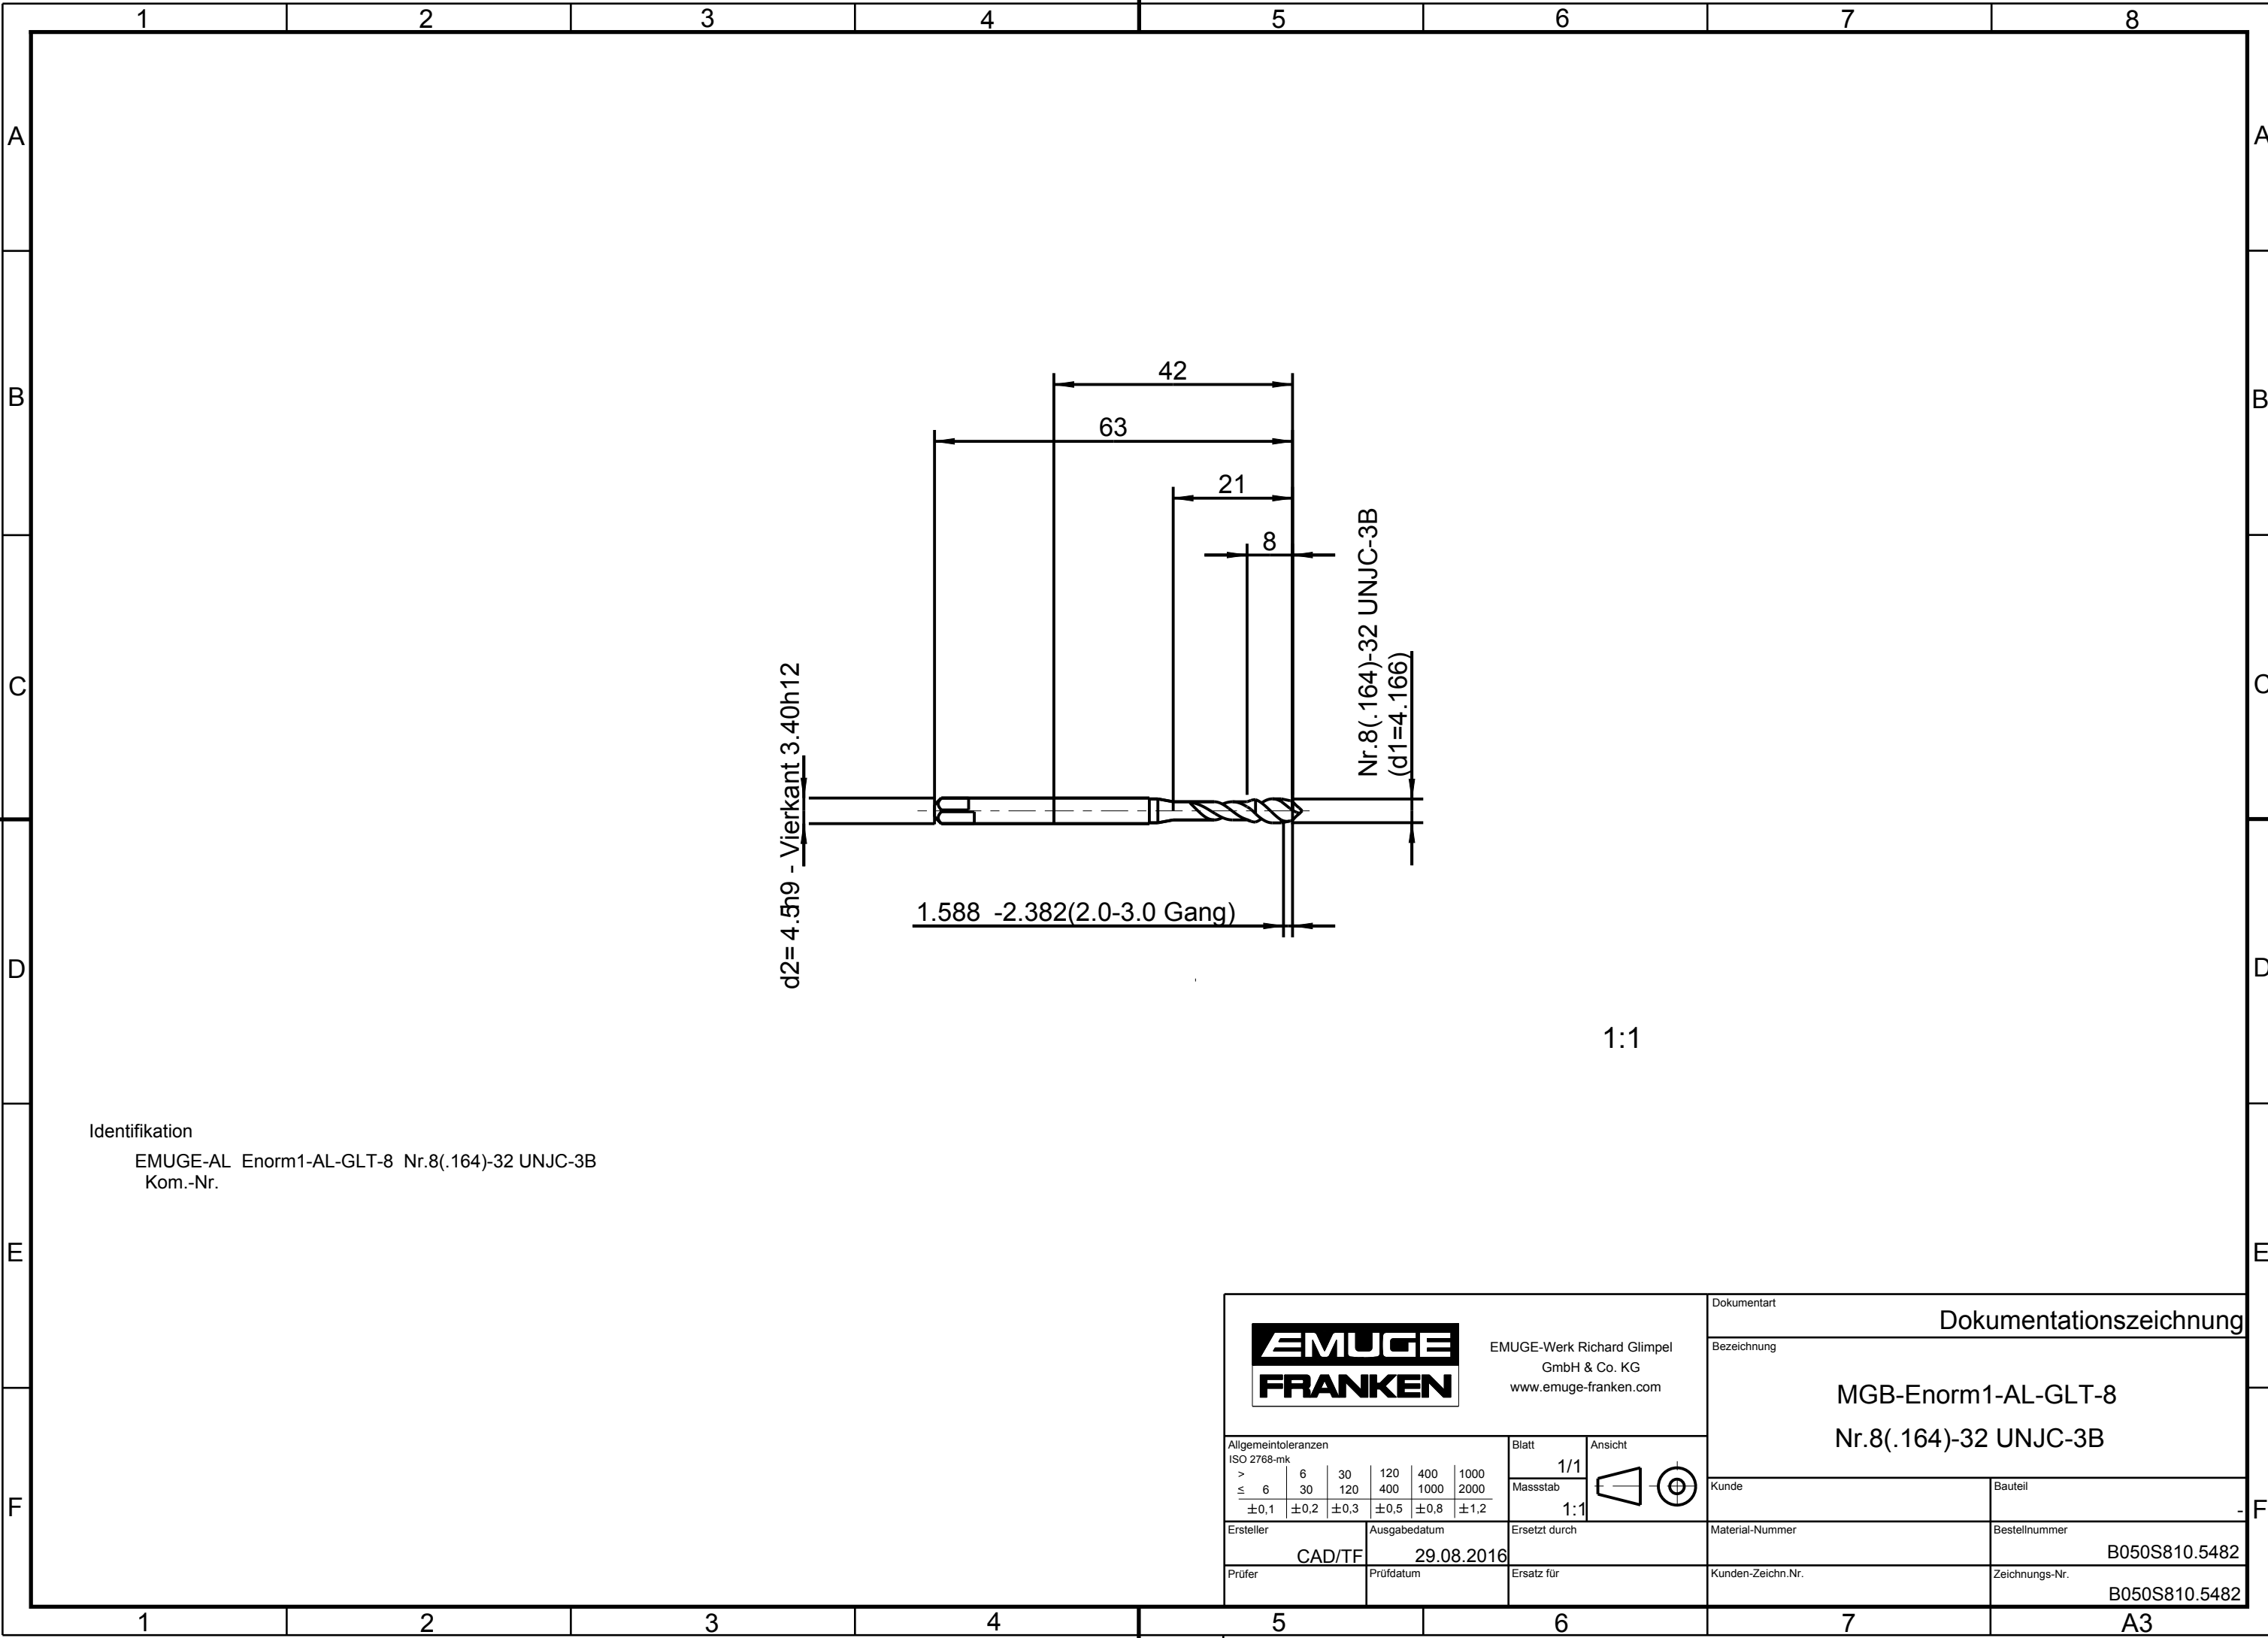 1 2 3 4 5 6 7 8
A A
B B
C C
D D
E E
F F
42
63
21
8
Nr.8(.164)-32 UNJC-3B
(d1=4.166)
d2= 4.5h9 - Vierkant 3.40h12
1.588 -2.382(2.0-3.0 Gang)
1:1
Identifikation
EMUGE-AL Enorm1-AL-GLT-8 Nr.8(.164)-32 UNJC-3B
Kom.-Nr.
EMUGE
FRANKEN
EMUGE-Werk Richard Glimpel
GmbH & Co. KG
www.emuge-franken.com
Dokumentart
Dokumentationszeichnung
Bezeichnung
MGB-Enorm1-AL-GLT-8
Nr.8(.164)-32 UNJC-3B
Allgemeintoleranzen
ISO 2768-mk
> 6 30 120 400 1000
≤ 6 30 120 400 1000 2000
±0,1 ±0,2 ±0,3 ±0,5 ±0,8 ±1,2
Blatt
1/1
Ansicht
Massstab
1:1
Kunde
Bauteil
-
Ersteller
CAD/TF
Ausgabedatum
29.08.2016
Ersetzt durch
Material-Nummer
Bestellnummer
B050S810.5482
Prüfer
Prüfdatum
Ersatz für
Kunden-Zeichn.Nr.
Zeichnungs-Nr.
B050S810.5482
1 2 3 4 5 6 7 A3